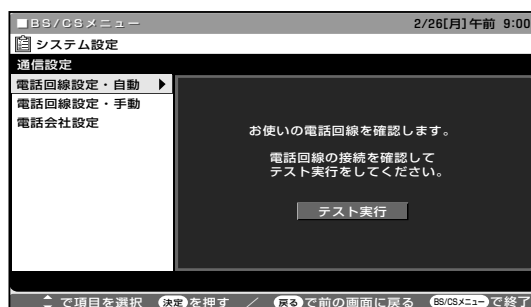 ■BS/CSメニュー 2/26[月]午前 9:00
システム設定
通信設定
電話回線設定・自動 ▶
電話回線設定・手動
電話会社設定
お使いの電話回線を確認します。
電話回線の接続を確認して
テスト実行をしてください。
テスト実行
で項目を選択 決定を押す ／ 戻るで前の画面に戻る BS/CSメニューで終了